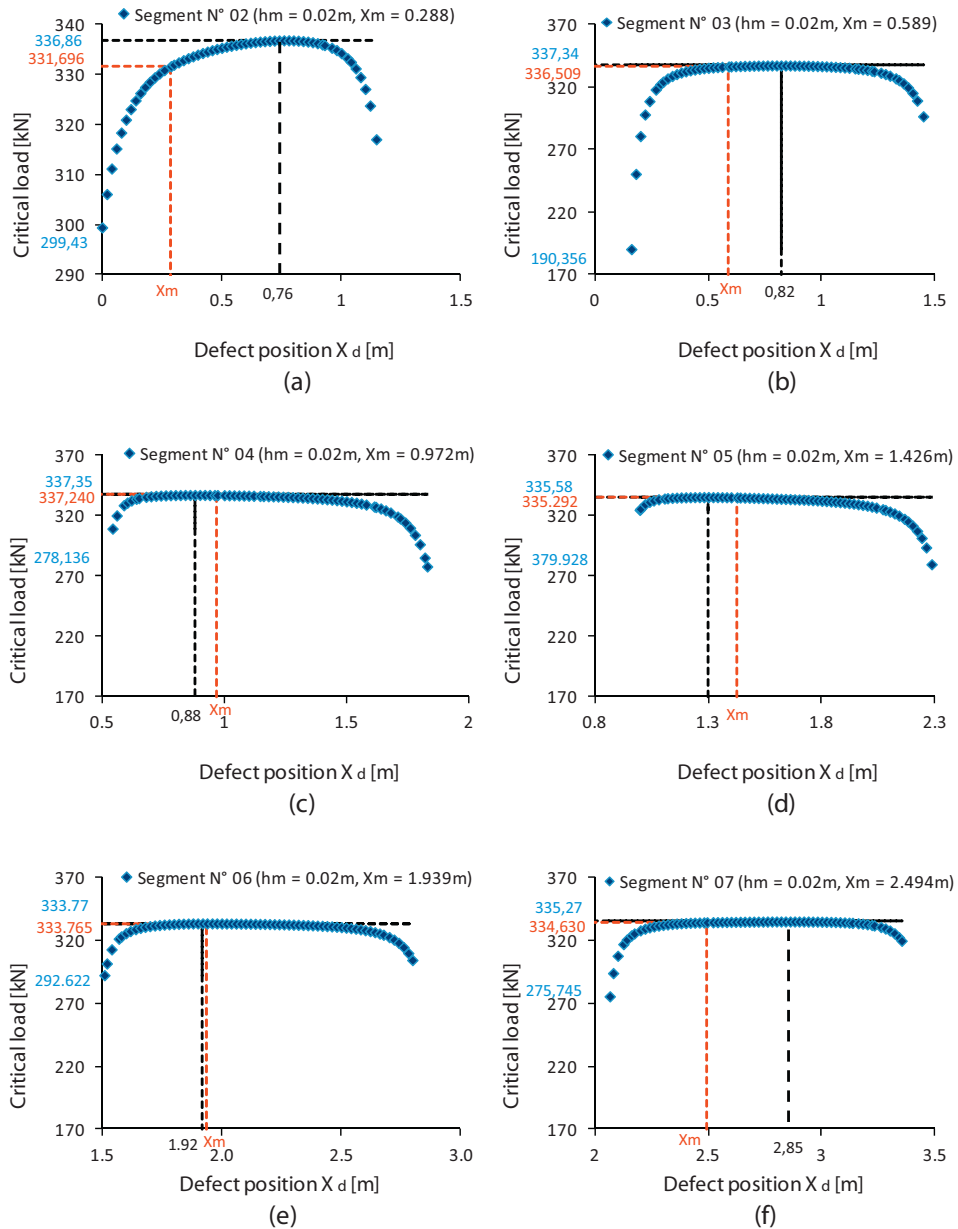 Segment N° 02 (hm = 0.02m, Xm = 0.288)
340
336,86
331,696
330
320
310
300
299,43
290
Critical load [kN]
0
Xm
0.5
0,76
1
1.5
Defect position X d [m]
(a)
Segment N° 03 (hm = 0.02m, Xm = 0.589)
370
337,34
336,509
320
270
220
190,356
170
Critical load [kN]
0
0.5
Xm
0,82
1
1.5
Defect position X d [m]
(b)
Segment N° 04 (hm = 0.02m, Xm = 0.972m)
370
337,35
337,240
320
278,136
270
220
170
Critical load [kN]
0.5
0,88
Xm
1
1.5
2
Defect position X d [m]
(c)
Segment N° 05 (hm = 0.02m, Xm = 1.426m)
370
335,58
335.292
320
379.928
270
220
170
Critical load [kN]
0.8
1.3
Xm
1.8
2.3
Defect position X d [m]
(d)
Segment N° 06 (hm = 0.02m, Xm = 1.939m)
370
333.77
333.765
320
292.622
270
220
170
Critical load [kN]
1.5
1.92
Xm
2.0
2.5
3.0
Defect position X d [m]
(e)
Segment N° 07 (hm = 0.02m, Xm = 2.494m)
370
335,27
334,630
320
275,745
270
220
170
Critical load [kN]
2
Xm
2.5
2,85
3
3.5
Defect position X d [m]
(f)